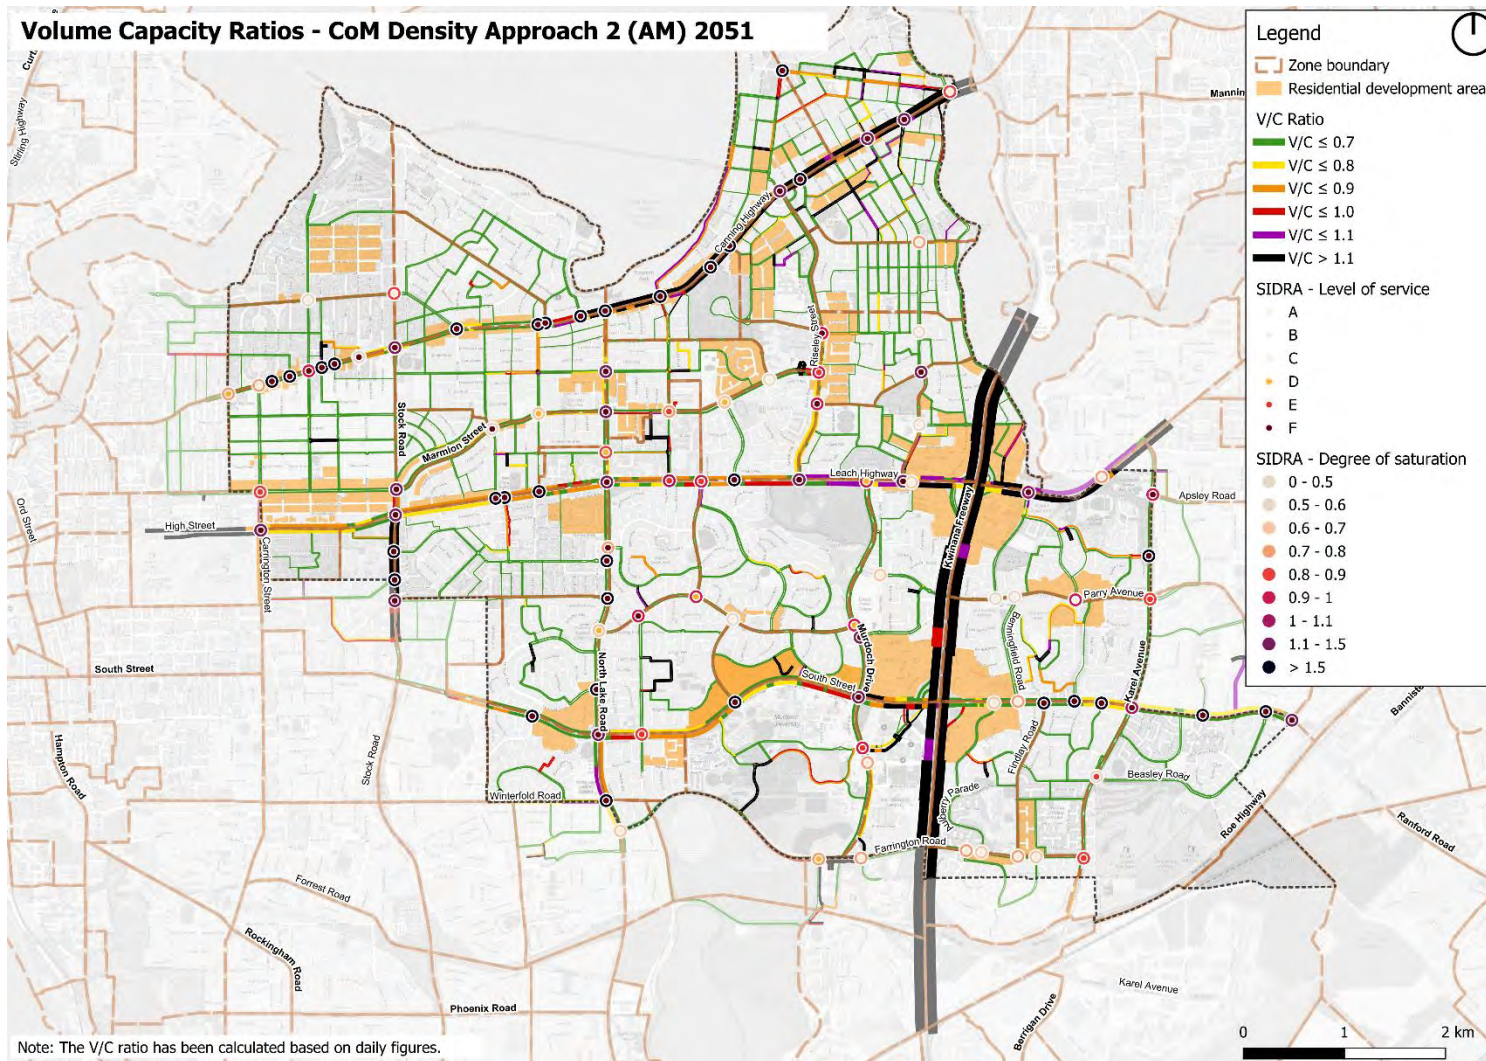 Volume Capacity Ratios - CoM Density Approach 2 (AM) 2051
Legend
Zone boundary
Residential development area
V/C Ratio
V/C ≤ 0.7
V/C ≤ 0.8
V/C ≤ 0.9
V/C ≤ 1.0
V/C ≤ 1.1
V/C > 1.1
SIDRA - Level of service
A
B
C
D
E
F
SIDRA - Degree of saturation
0 - 0.5
0.5 - 0.6
0.6 - 0.7
0.7 - 0.8
0.8 - 0.9
0.9 - 1
1 - 1.1
1.1 - 1.5
> 1.5
Stirling Highway
Canning Highway
Riseley Street
Stock Road
Marmion Street
Leach Highway
Kwinana Freeway
Apsley Road
Ord Street
High Street
Carrington Street
Parry Avenue
Benningfield Road
Murdoch Drive
South Street
South Street
North Lake Road
Karel Avenue
Hampton Road
Stock Road
Findlay Road
Beasley Road
Winterfold Road
Parade
Farrington Road
Roe Highway
Ranford Road
Forrest Road
Rockingham Road
Phoenix Road
Karel Avenue
Berrigan Drive
0 1 2 km
Note: The V/C ratio has been calculated based on daily figures.